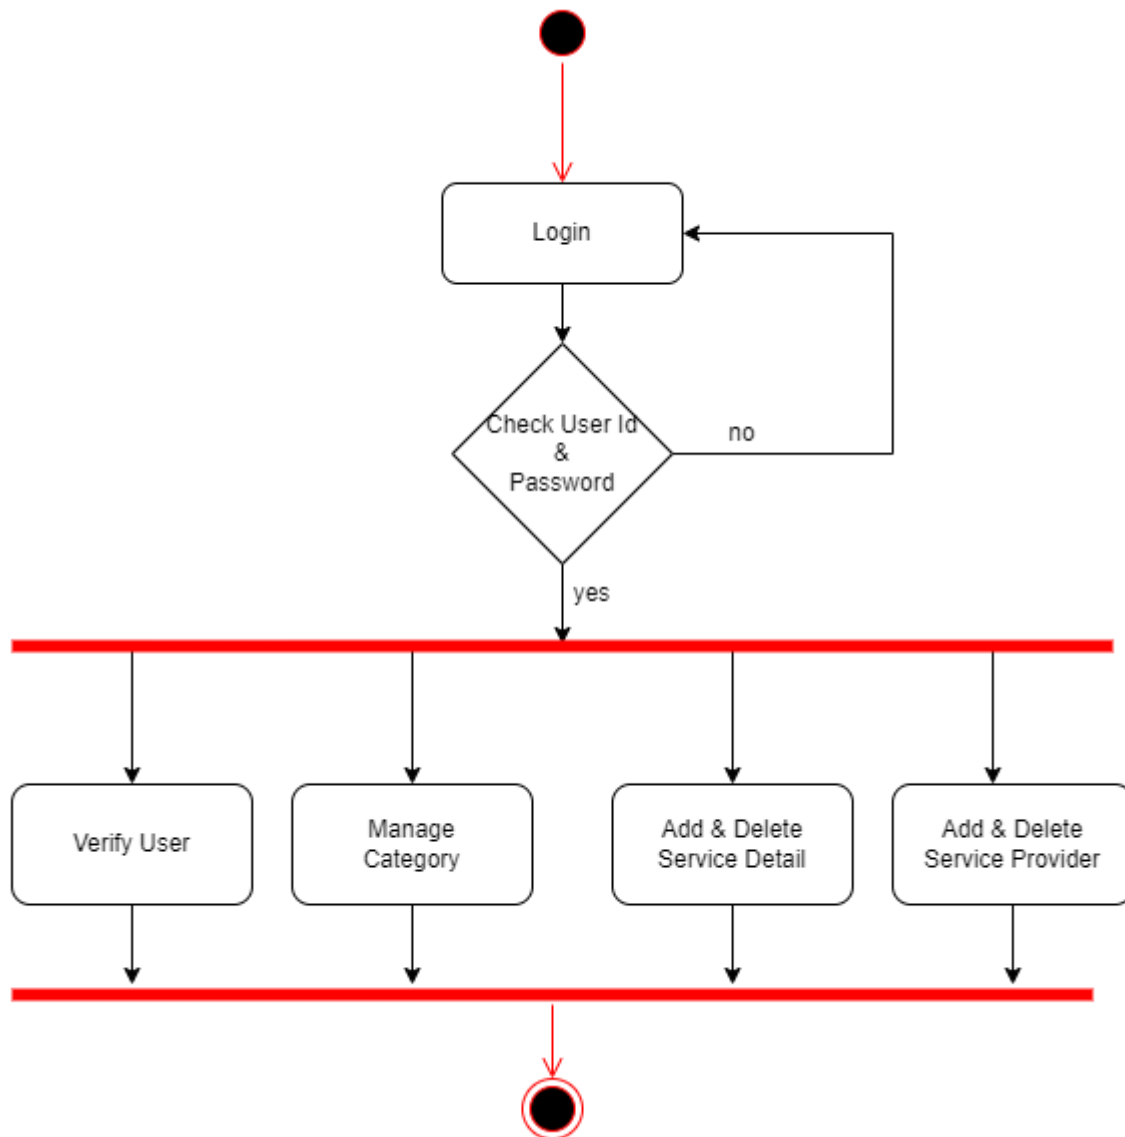 Login
Check User Id
&
Password
no
yes
Verify User
Manage
Category
Add & Delete
Service Detail
Add & Delete
Service Provider